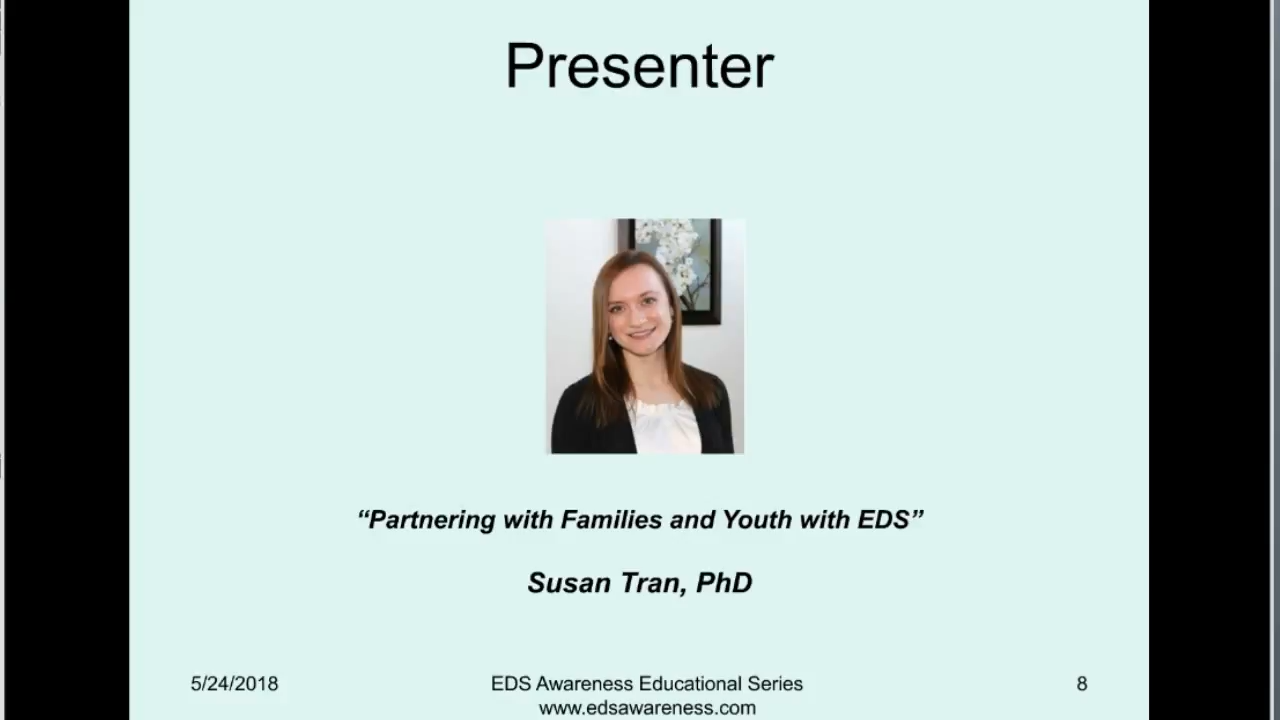 Presenter
“Partnering with Families and Youth with EDS”
Susan Tran, PhD
5/24/2018
EDS Awareness Educational Series
www.edsawareness.com
8